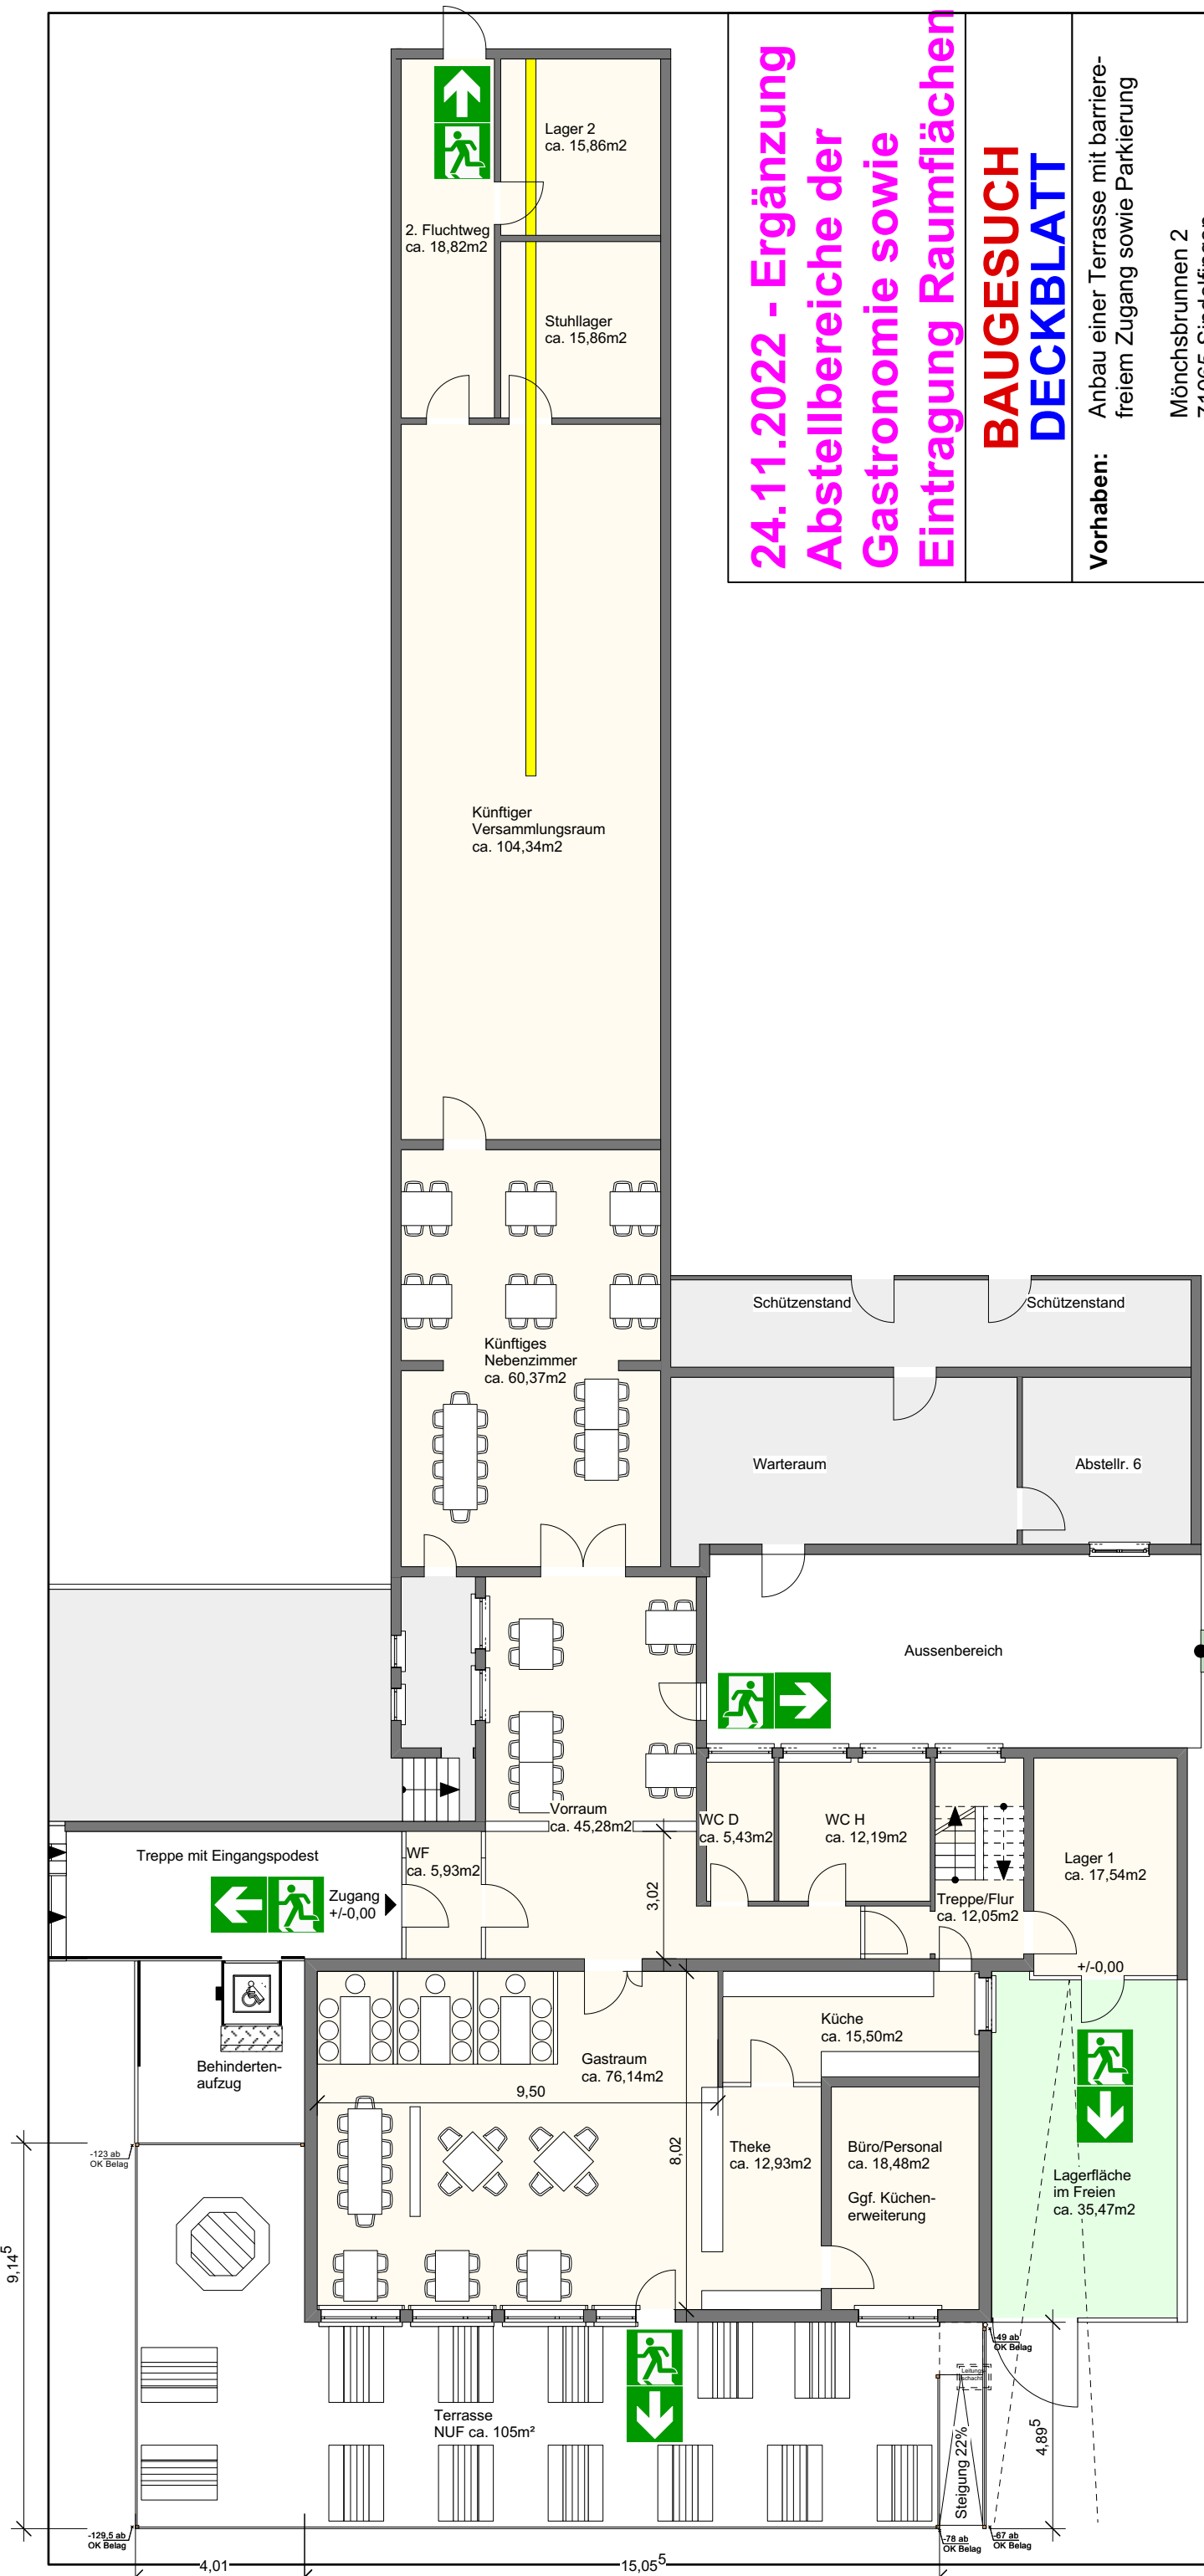 24.11.2022 - Ergänzung
Abstellbereiche der
Gastronomie sowie
Eintragung Raumflächen
BAUGESUCH
DECKBLATT
Vorhaben: Anbau einer Terrasse mit barriere-
freiem Zugang sowie Parkierung
Mönchsbrunnen 2
Lager 2
ca. 15,86m2
2. Fluchtweg
ca. 18,82m2
Stuhllager
ca. 15,86m2
Künftiger
Versammlungsraum
ca. 104,34m2
Schützenstand
Schützenstand
Künftiges
Nebenzimmer
ca. 60,37m2
Warteraum
Abstellr. 6
Aussenbereich
Vorraum
ca. 45,28m2
WC D
ca. 5,43m2
WC H
ca. 12,19m2
Treppe mit Eingangspodest
WF
ca. 5,93m2
Lager 1
ca. 17,54m2
Zugang
+/-0,00
3,02
Treppe/Flur
ca. 12,05m2
+/-0,00
Küche
ca. 15,50m2
Behinderten-
aufzug
Gastraum
ca. 76,14m2
9,50
8,02
Theke
ca. 12,93m2
Büro/Personal
ca. 18,48m2
Ggf. Küchen-
erweiterung
Lagerfläche
im Freien
ca. 35,47m2
-123 ab
OK Belag
9,14⁵
-49 ab
OK Belag
Leitungs-
schacht
Terrasse
NUF ca. 105m²
Steigung 22%
4,89⁵
-129,5 ab
OK Belag
-78 ab
OK Belag
-67 ab
OK Belag
4,01
15,05⁵